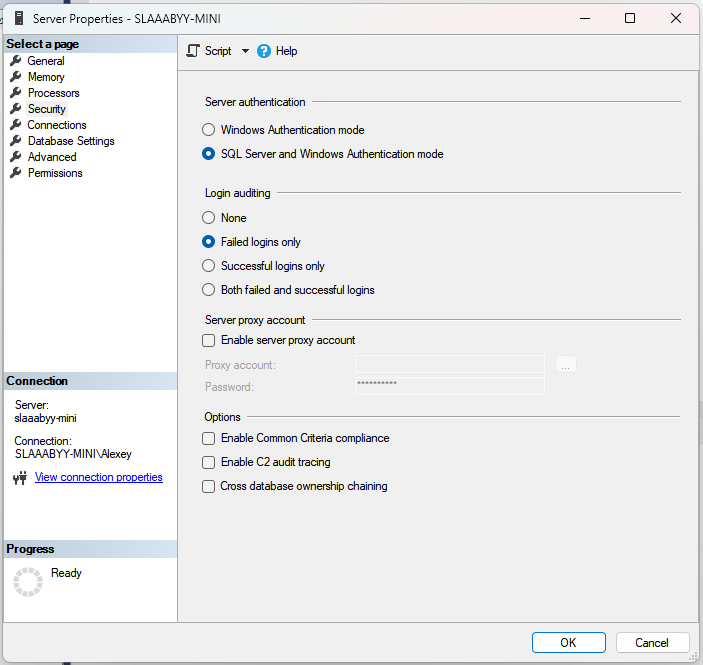 Server Properties - SLAAABYY-MINI
Select a page
General
Memory
Processors
Security
Connections
Database Settings
Advanced
Permissions
Script
Help
Server authentication
Windows Authentication mode
SQL Server and Windows Authentication mode
Login auditing
None
Failed logins only
Successful logins only
Both failed and successful logins
Server proxy account
Enable server proxy account
Proxy account:
...
Password:
**********
Options
Enable Common Criteria compliance
Enable C2 audit tracing
Cross database ownership chaining
Connection
Server:
slaaabyy-mini
Connection:
SLAAABYY-MINI\Alexey
View connection properties
Progress
Ready
OK
Cancel